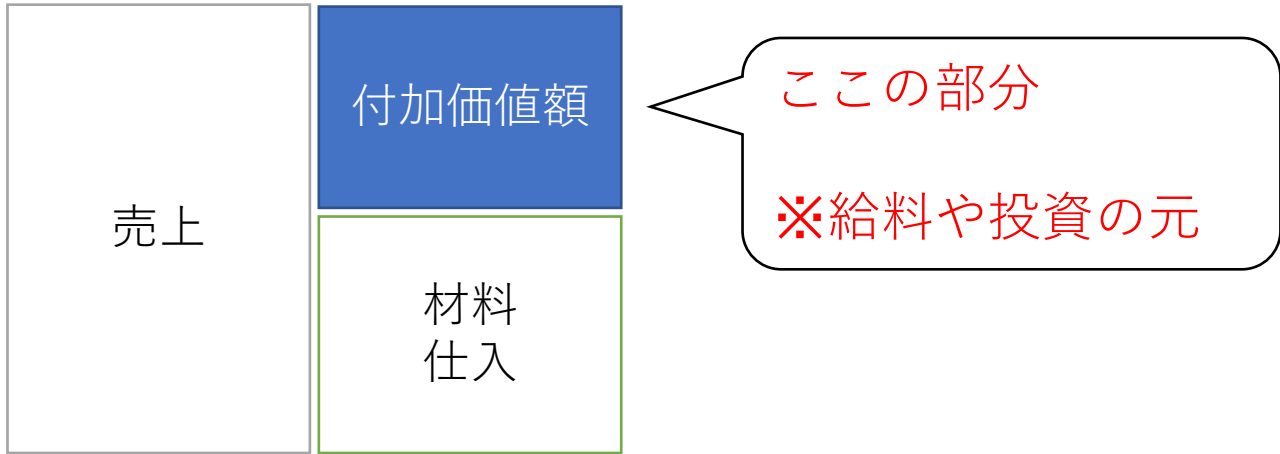 売上
付加価値額
材料
仕入
ここの部分
※給料や投資の元